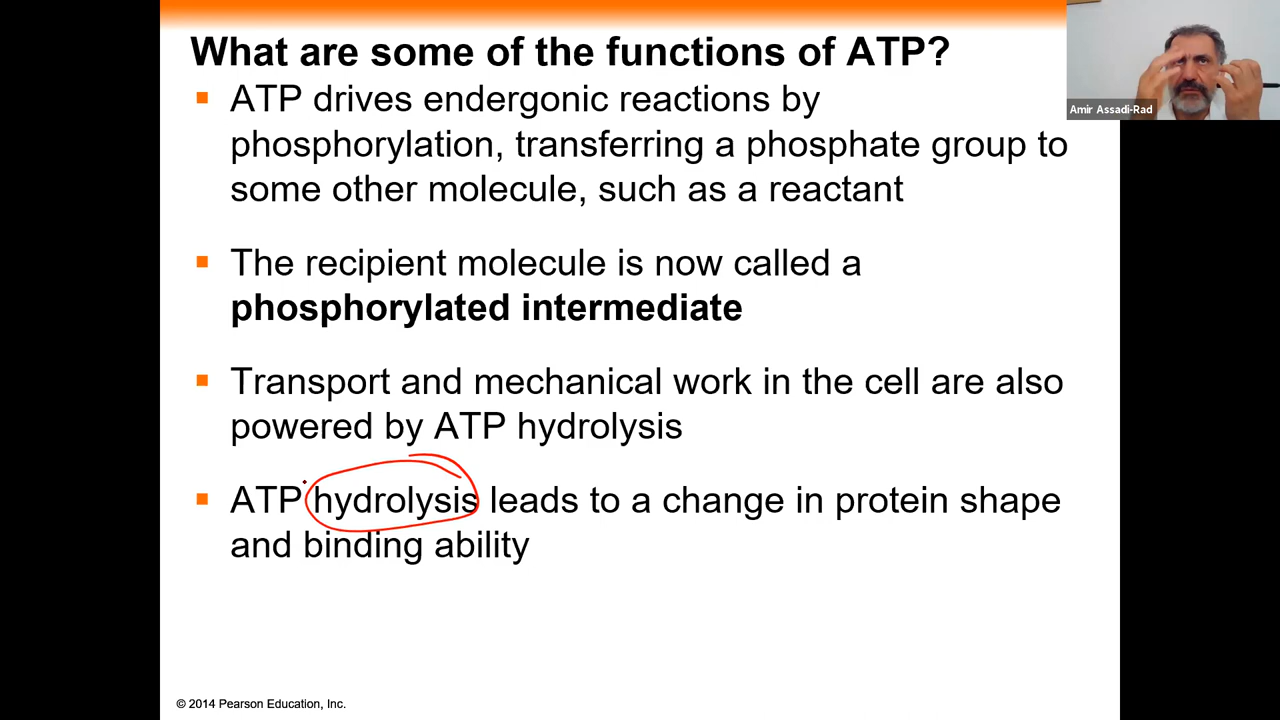 What are some of the functions of ATP?
ATP drives endergonic reactions by
phosphorylation, transferring a phosphate group to
some other molecule, such as a reactant
The recipient molecule is now called a
phosphorylated intermediate
Transport and mechanical work in the cell are also
powered by ATP hydrolysis
ATP hydrolysis leads to a change in protein shape
and binding ability
© 2014 Pearson Education, Inc.
Amir Assadi-Rad